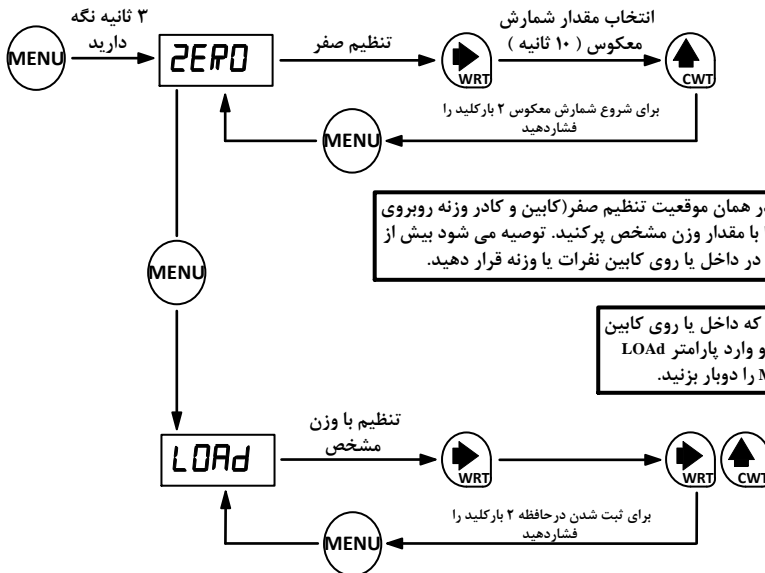 ۳ ثانیه نگه
دارید
MENU
ZERO
تنظیم صفر
WRT
انتخاب مقدار شمارش
معکوس ( ۱۰ ثانیه )
CWT
برای شروع شمارش معکوس ۲ بارکلید را
فشاردهید
MENU
در همان موقعیت تنظیم صفر(کابین و کادر وزنه روبروی
با مقدار وزن مشخص پرکنید. توصیه می شود بیش از
در داخل یا روی کابین نفرات یا وزنه قرار دهید.
MENU
که داخل یا روی کابین
و وارد پارامتر LOAd
را دوبار بزنید.
LOAd
تنظیم با وزن
مشخص
WRT
WRT
CWT
برای ثبت شدن درحافظه ۲ بارکلید را
فشاردهید
MENU